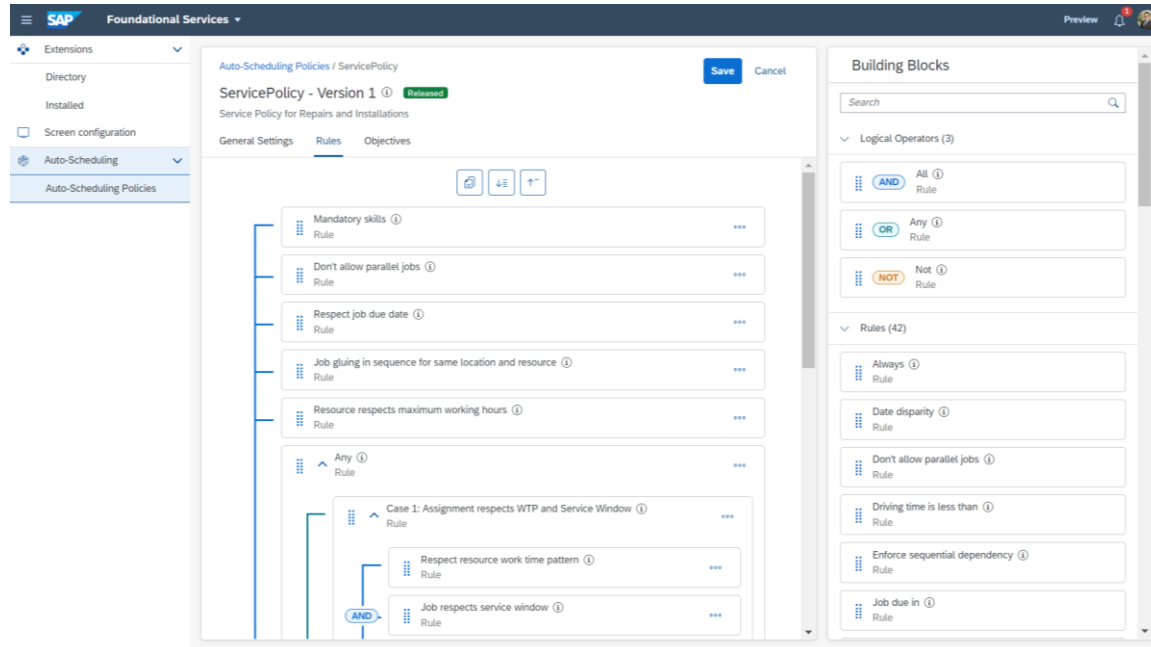 SAP Foundational Services
Preview
1
Extensions
Directory
Installed
Screen configuration
Auto-Scheduling
Auto-Scheduling Policies
Auto-Scheduling Policies / ServicePolicy
Save Cancel
ServicePolicy - Version 1 Released
Service Policy for Repairs and Installations
General Settings Rules Objectives
Mandatory skills
Rule
Don't allow parallel jobs
Rule
Respect job due date
Rule
Job gluing in sequence for same location and resource
Rule
Resource respects maximum working hours
Rule
Any
Rule
Case 1: Assignment respects WTP and Service Window
Rule
Respect resource work time pattern
Rule
AND
Job respects service window
Rule
Building Blocks
Search
Logical Operators (3)
AND All
Rule
OR Any
Rule
NOT Not
Rule
Rules (42)
Always
Rule
Date disparity
Rule
Don't allow parallel jobs
Rule
Driving time is less than
Rule
Enforce sequential dependency
Rule
Job due in
Rule